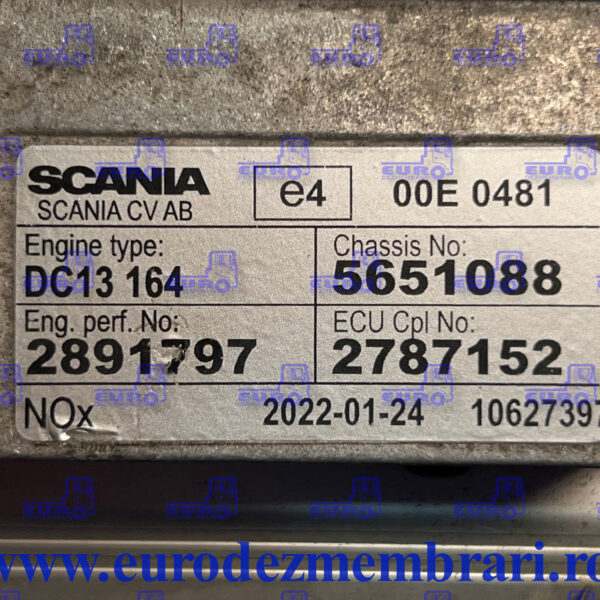 SCANIA e4 00E 0481
SCANIA CV AB
Engine type: Chassis No:
DC13 164 5651088
Eng. perf. No: ECU Cpl No:
2891797 2787152
NOx 2022-01-24 1062739
www.eurodezmembrari.ro